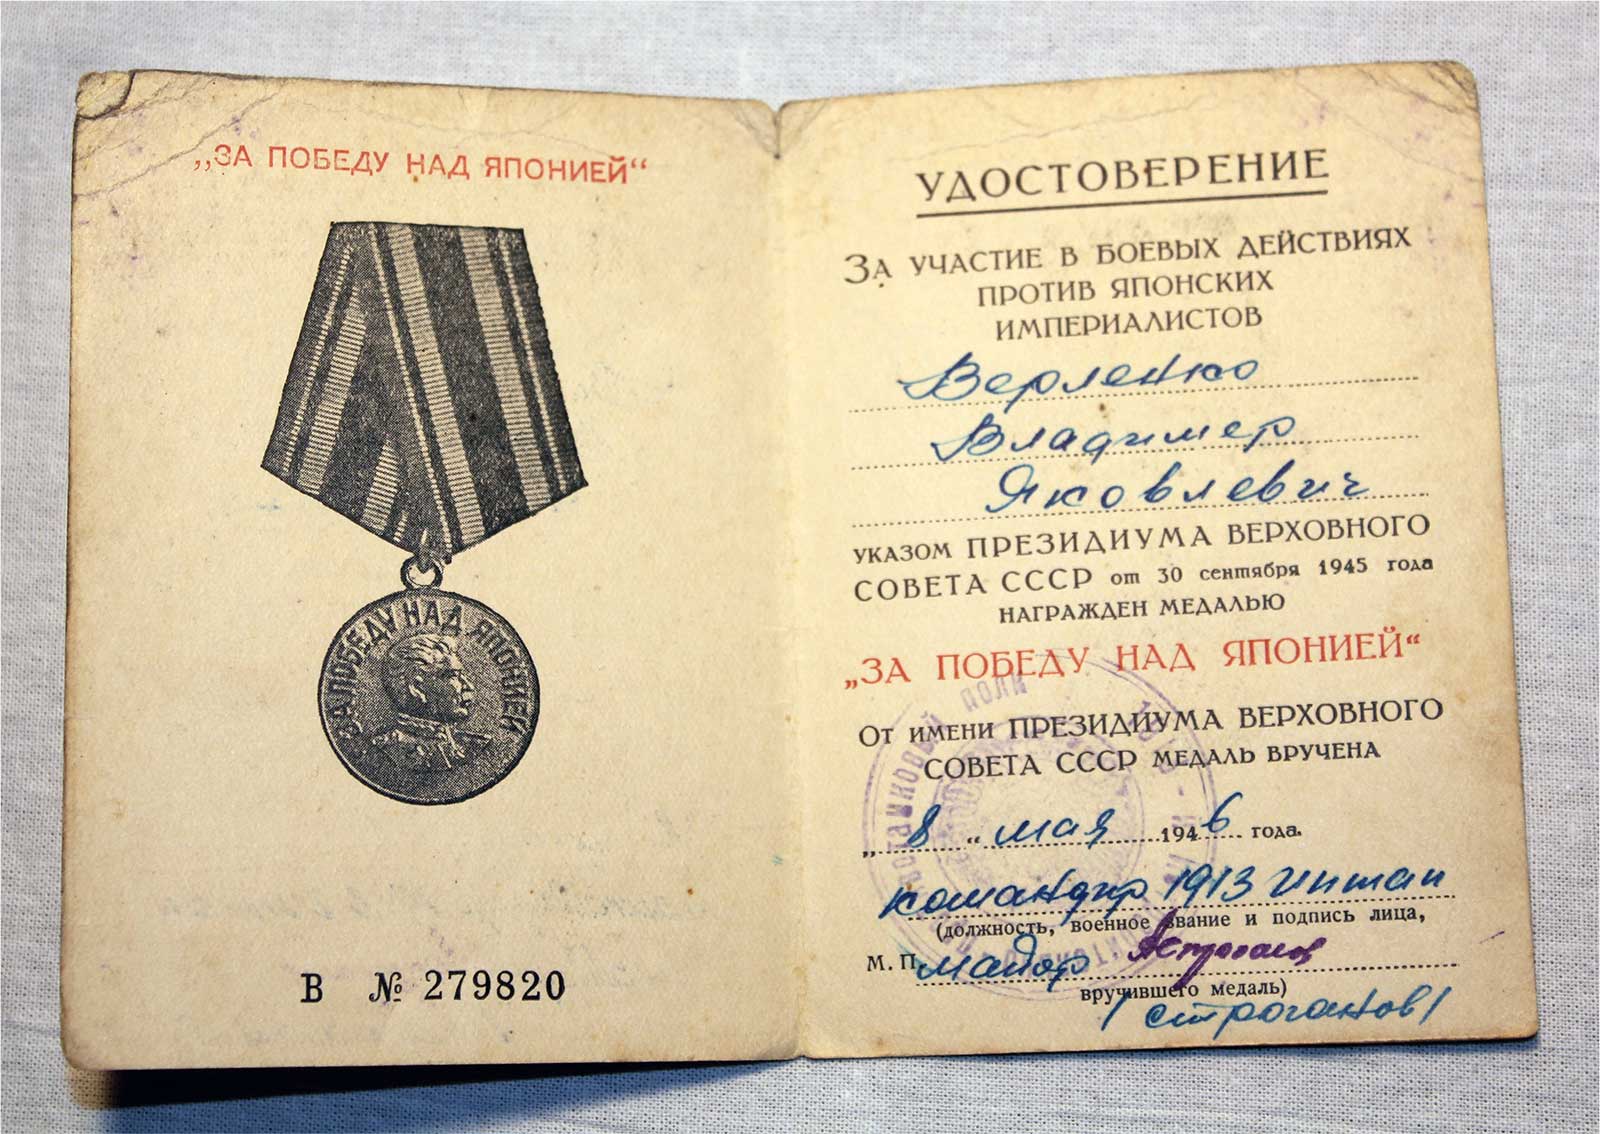 „ЗА ПОБЕДУ НАД ЯПОНИЕЙ“
ЗА ПОБЕДУ НАД ЯПОНИЕЙ
В № 279820
УДОСТОВЕРЕНИЕ
ЗА УЧАСТИЕ В БОЕВЫХ ДЕЙСТВИЯХ
ПРОТИВ ЯПОНСКИХ
ИМПЕРИАЛИСТОВ
Верленко
Владимер
Яковлевич
УКАЗОМ ПРЕЗИДИУМА ВЕРХОВНОГО
СОВЕТА СССР от 30 сентября 1945 года
НАГРАЖДЕН МЕДАЛЬЮ
„ЗА ПОБЕДУ НАД ЯПОНИЕЙ“
ОТ ИМЕНИ ПРЕЗИДИУМА ВЕРХОВНОГО
СОВЕТА СССР МЕДАЛЬ ВРУЧЕНА
„8“ мая 1946 года.
командир 1913
(должность, военное звание и подпись лица,
М. П. майор
вручившего медаль)
/Строганов/